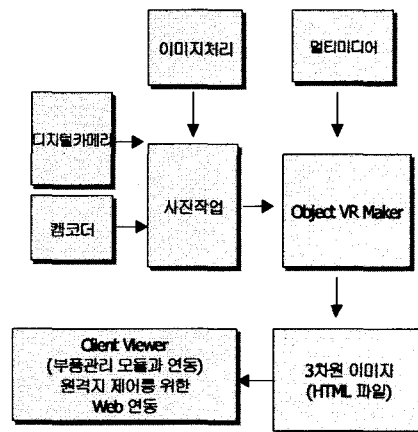 이미지처리
멀티미디어
디지털카메라
캠코더
사진작업
Object VR Maker
Client Viewer
(부품관리 모듈과 연동)
원격지 제어를 위한
Web 연동
3차원 이미지
(HTML 파일)